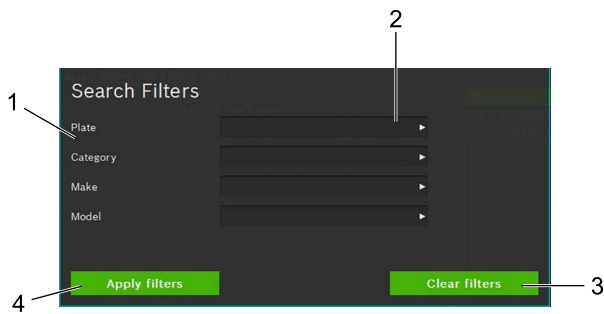 2
Search Filters
1
Plate
Category
Make
Model
Apply filters
Clear filters
3
4